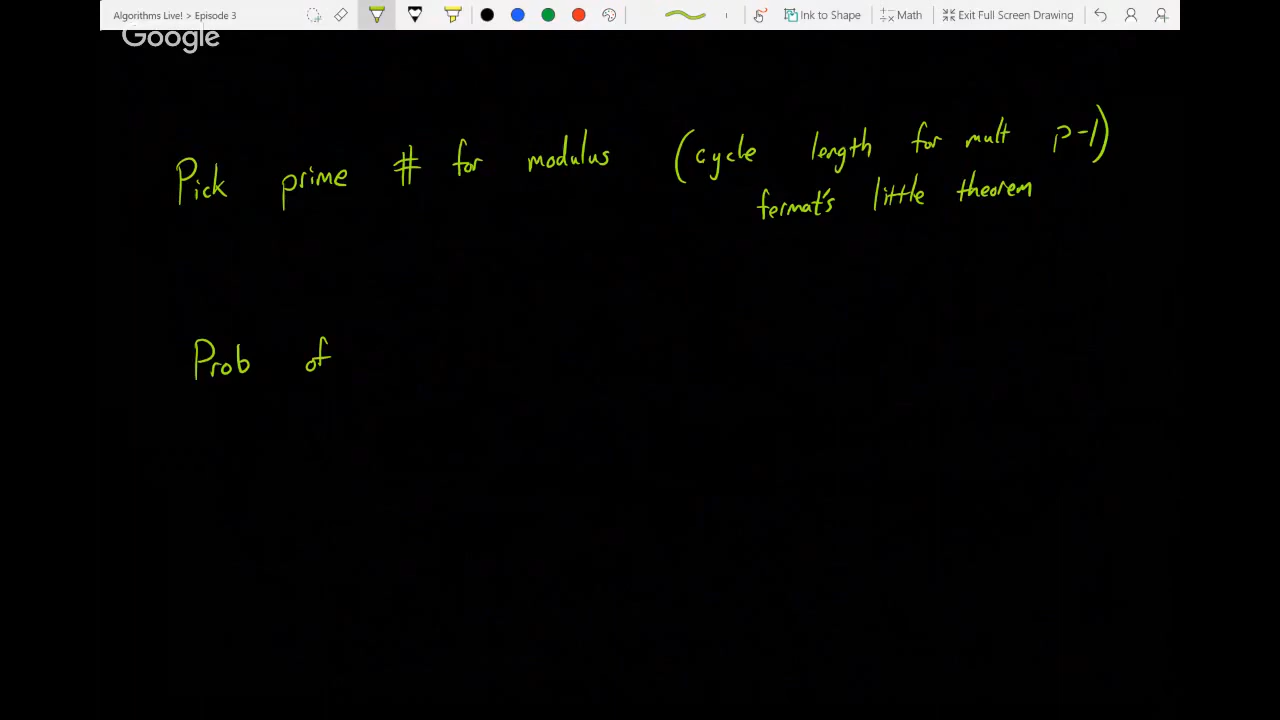 Algorithms Live! > Episode 3
Ink to Shape
Math
Exit Full Screen Drawing
Google
Pick prime # for modulus (cycle length for mult p-1)
fermat's little theorem
Prob of